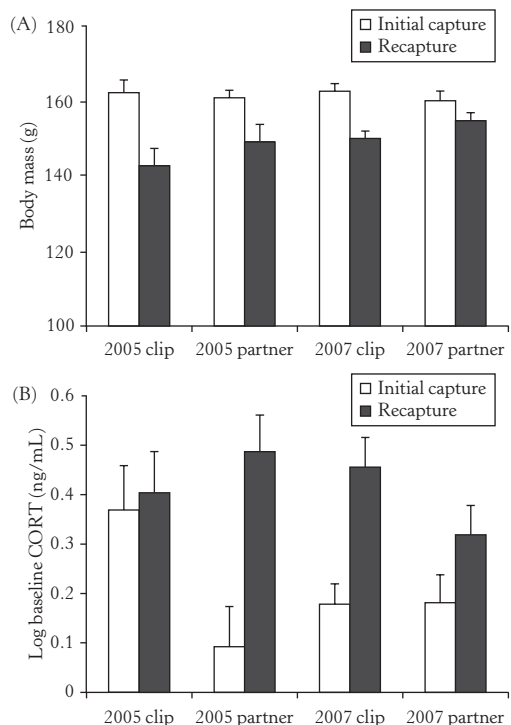 (A)
180
160
140
120
100
Body mass (g)
Initial capture
Recapture
2005 clip 2005 partner 2007 clip 2007 partner
(B)
0.6
0.5
0.4
0.3
0.2
0.1
0
Log baseline CORT (ng/mL)
Initial capture
Recapture
2005 clip 2005 partner 2007 clip 2007 partner